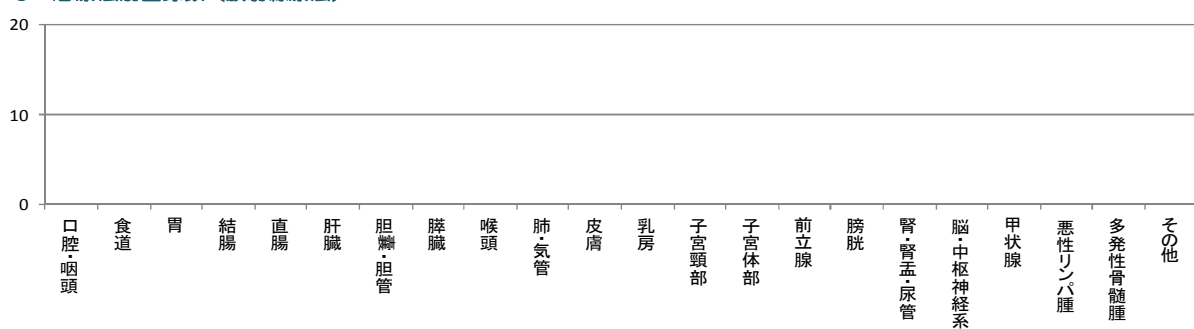 20
10
0
口腔・咽頭
食道
胃
結腸
直腸
肝臓
胆嚢・胆管
膵臓
喉頭
肺・気管
皮膚
乳房
子宮頸部
子宮体部
前立腺
膀胱
腎・腎盂・尿管
脳・中枢神経系
甲状腺
悪性リンパ腫
多発性骨髄腫
その他